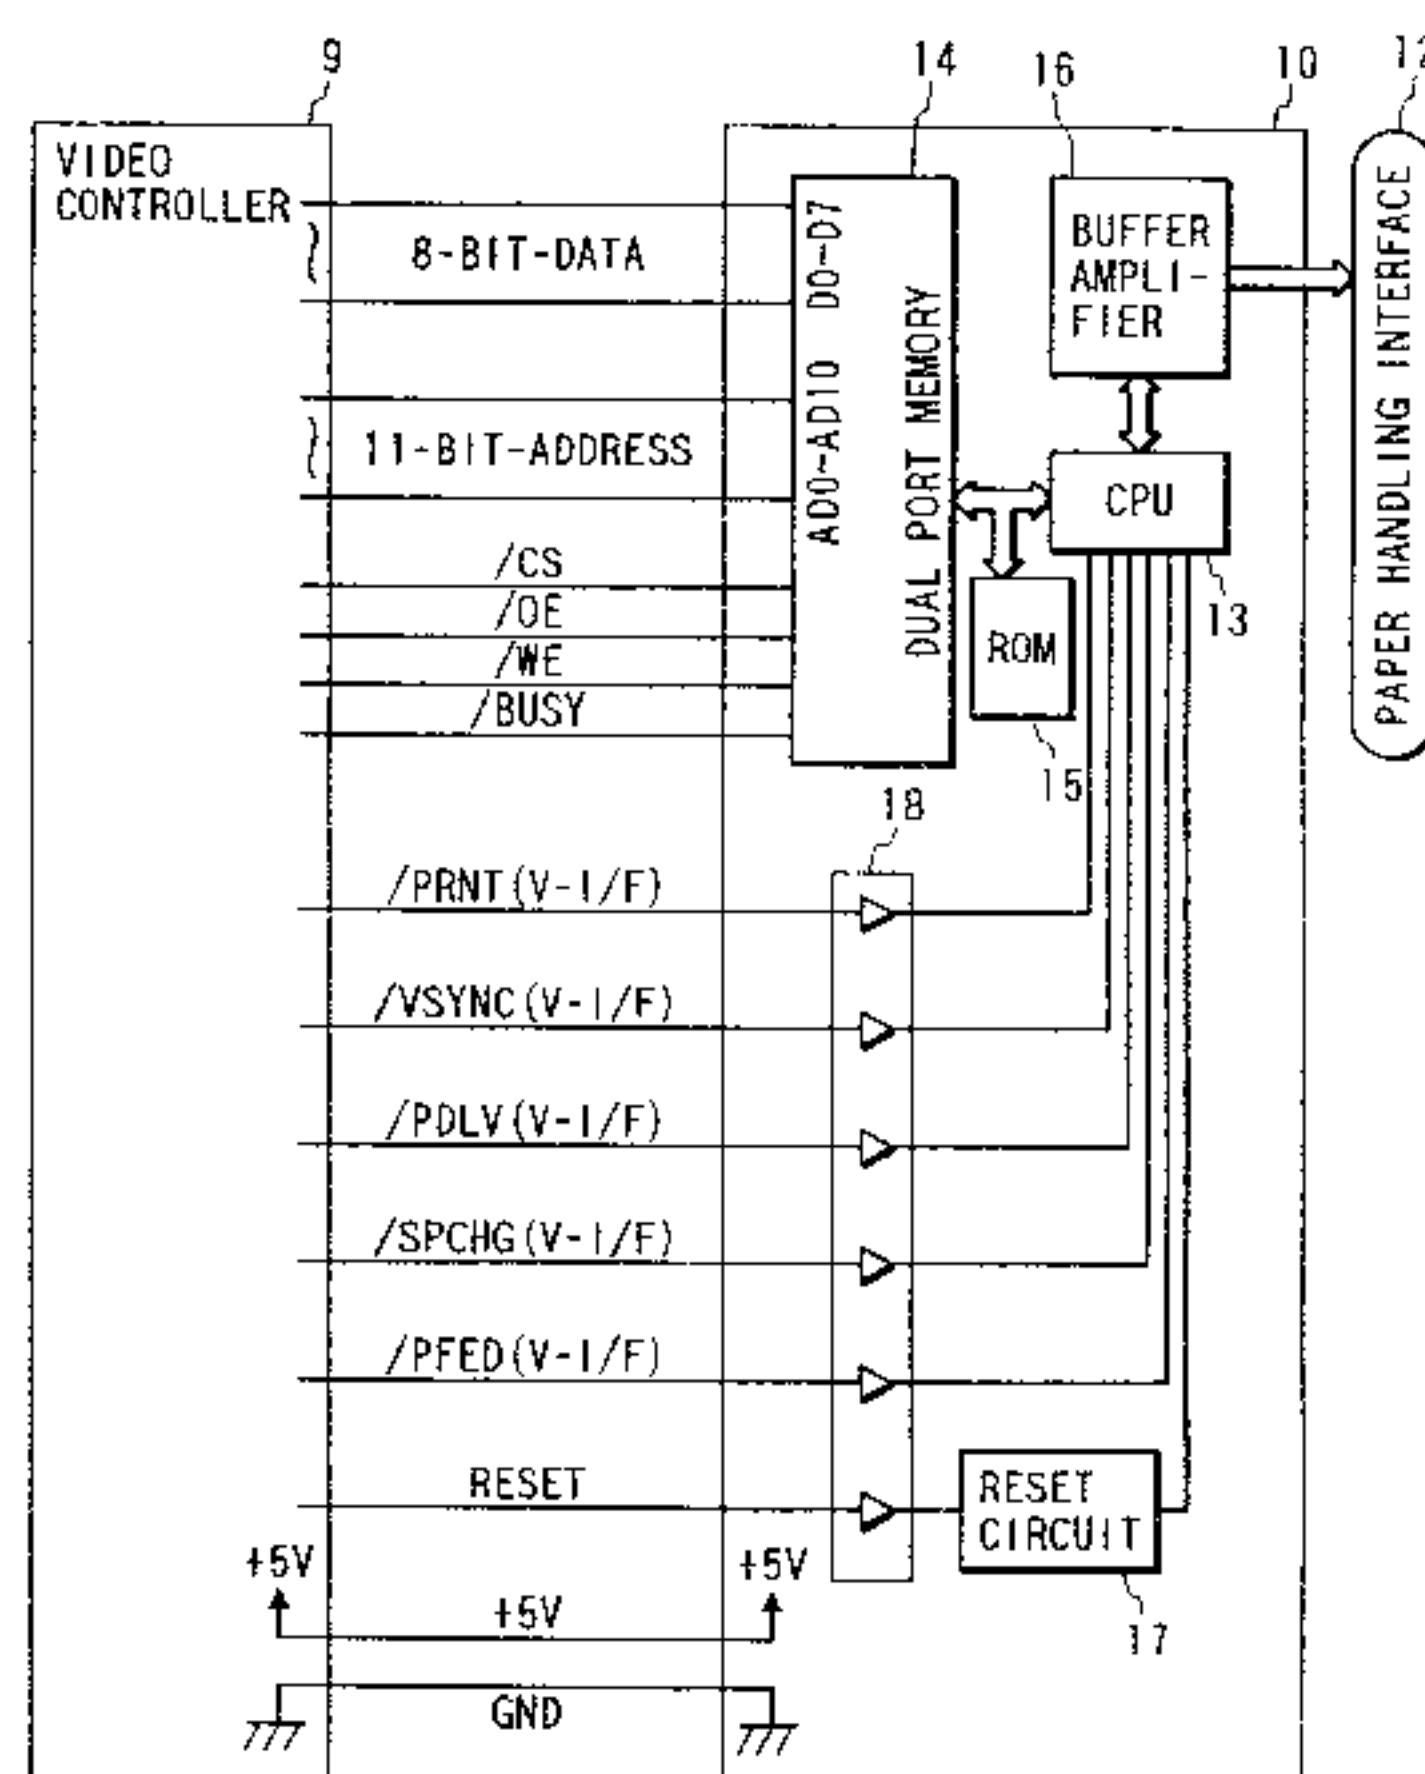 9
14
16
10
12
VIDEO
CONTROLLER
8-BIT-DATA
D0~D7
11-BIT-ADDRESS
AD0~AD10
DUAL PORT MEMORY
BUFFER
AMPLI-
FIER
PAPER HANDLING INTERFACE
CPU
13
/CS
/OE
/WE
/BUSY
ROM
15
18
/PRNT(V-I/F)
/VSYNC(V-I/F)
/PDLV(V-I/F)
/SPCHG(V-I/F)
/PFED(V-I/F)
RESET
RESET
CIRCUIT
17
+5V
+5V
+5V
GND